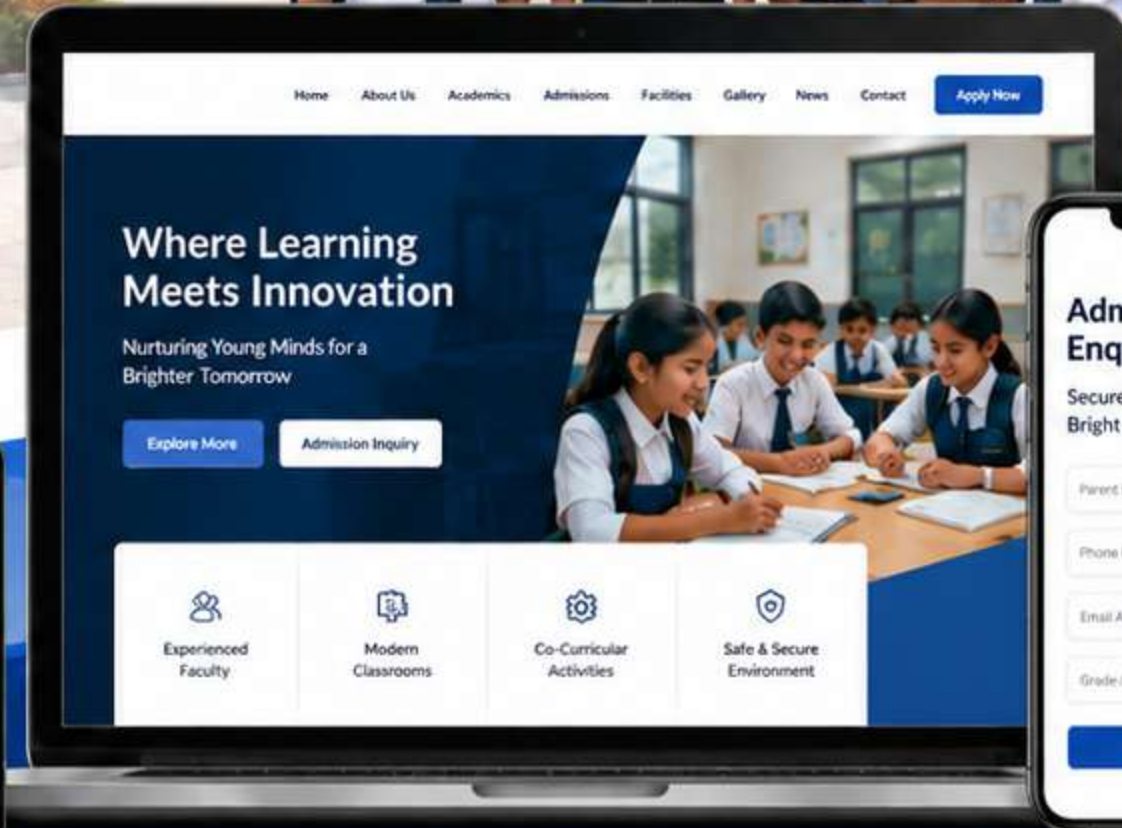 Home About Us Academics Admissions Facilities Gallery News Contact Apply Now
Where Learning
Meets Innovation
Nurturing Young Minds for a
Brighter Tomorrow
Explore More Admission Inquiry
Experienced
Faculty
Modern
Classrooms
Co-Curricular
Activities
Safe & Secure
Environment
Adm
Enq
Secure
Bright
Parent
Phone
Email A
Grade